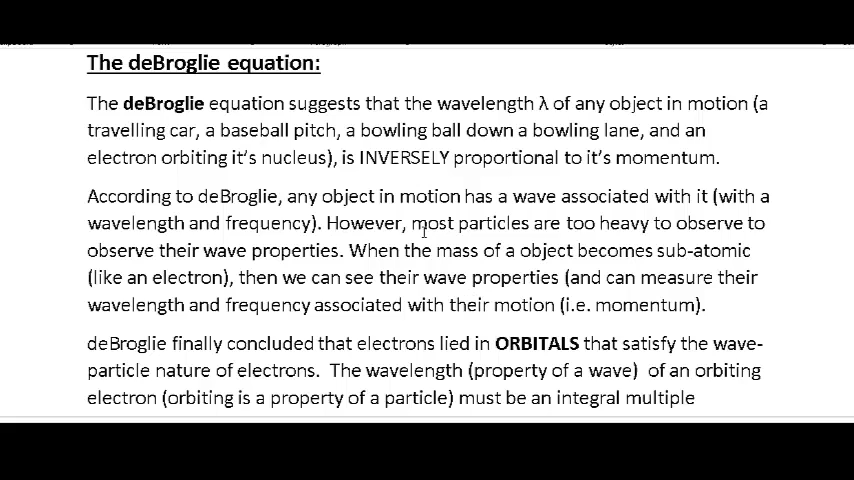 The deBroglie equation:
The deBroglie equation suggests that the wavelength λ of any object in motion (a
travelling car, a baseball pitch, a bowling ball down a bowling lane, and an
electron orbiting it's nucleus), is INVERSELY proportional to it's momentum.
According to deBroglie, any object in motion has a wave associated with it (with a
wavelength and frequency). However, most particles are too heavy to observe to
observe their wave properties. When the mass of a object becomes sub-atomic
(like an electron), then we can see their wave properties (and can measure their
wavelength and frequency associated with their motion (i.e. momentum).
deBroglie finally concluded that electrons lied in ORBITALS that satisfy the wave-
particle nature of electrons. The wavelength (property of a wave) of an orbiting
electron (orbiting is a property of a particle) must be an integral multiple